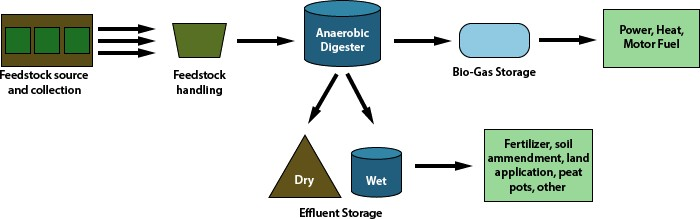 Feedstock source
and collection
Feedstock
handling
Anaerobic
Digester
Bio-Gas Storage
Power, Heat,
Motor Fuel
Dry
Wet
Effluent Storage
Fertilizer, soil
ammendment, land
application, peat
pots, other